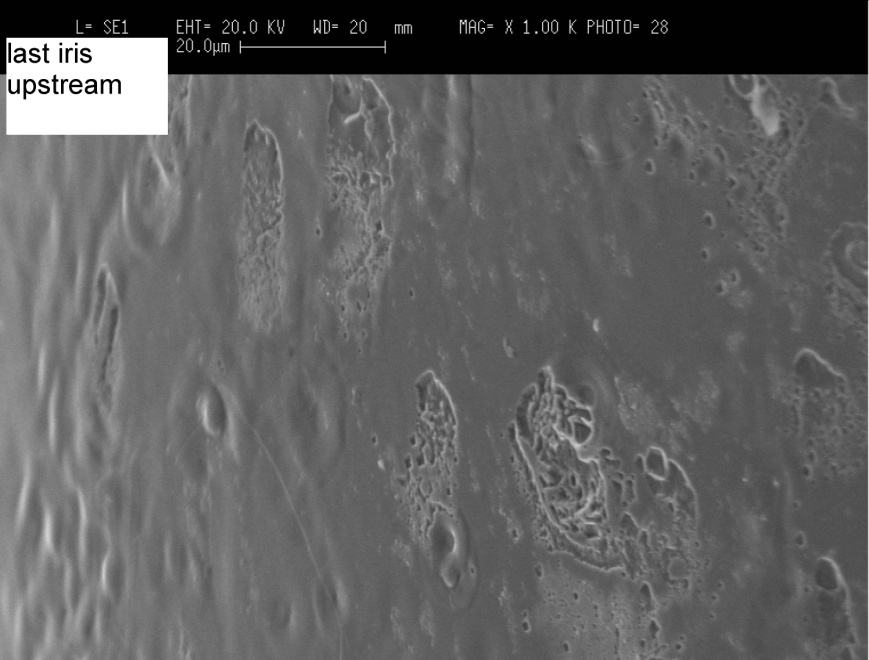 L= SE1 EHT= 20.0 KV WD= 20 mm MAG= X 1.00 K PHOTO= 28
20.0µm
last iris
upstream